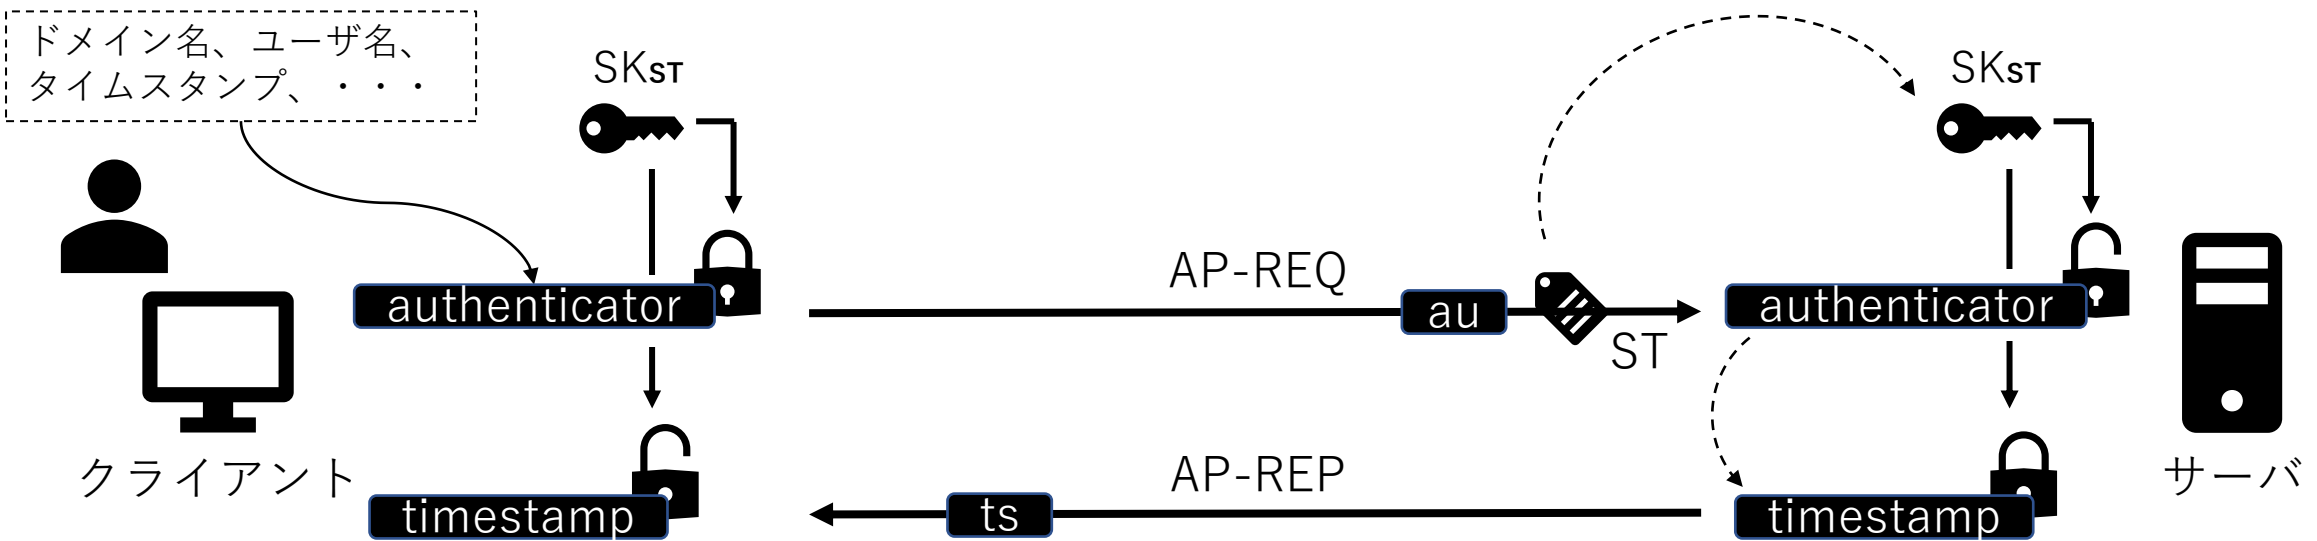 ドメイン名、ユーザ名、
タイムスタンプ、・・・
SKST
SKST
authenticator
AP-REQ
au
ST
authenticator
クライアント
timestamp
AP-REP
ts
timestamp
サーバ